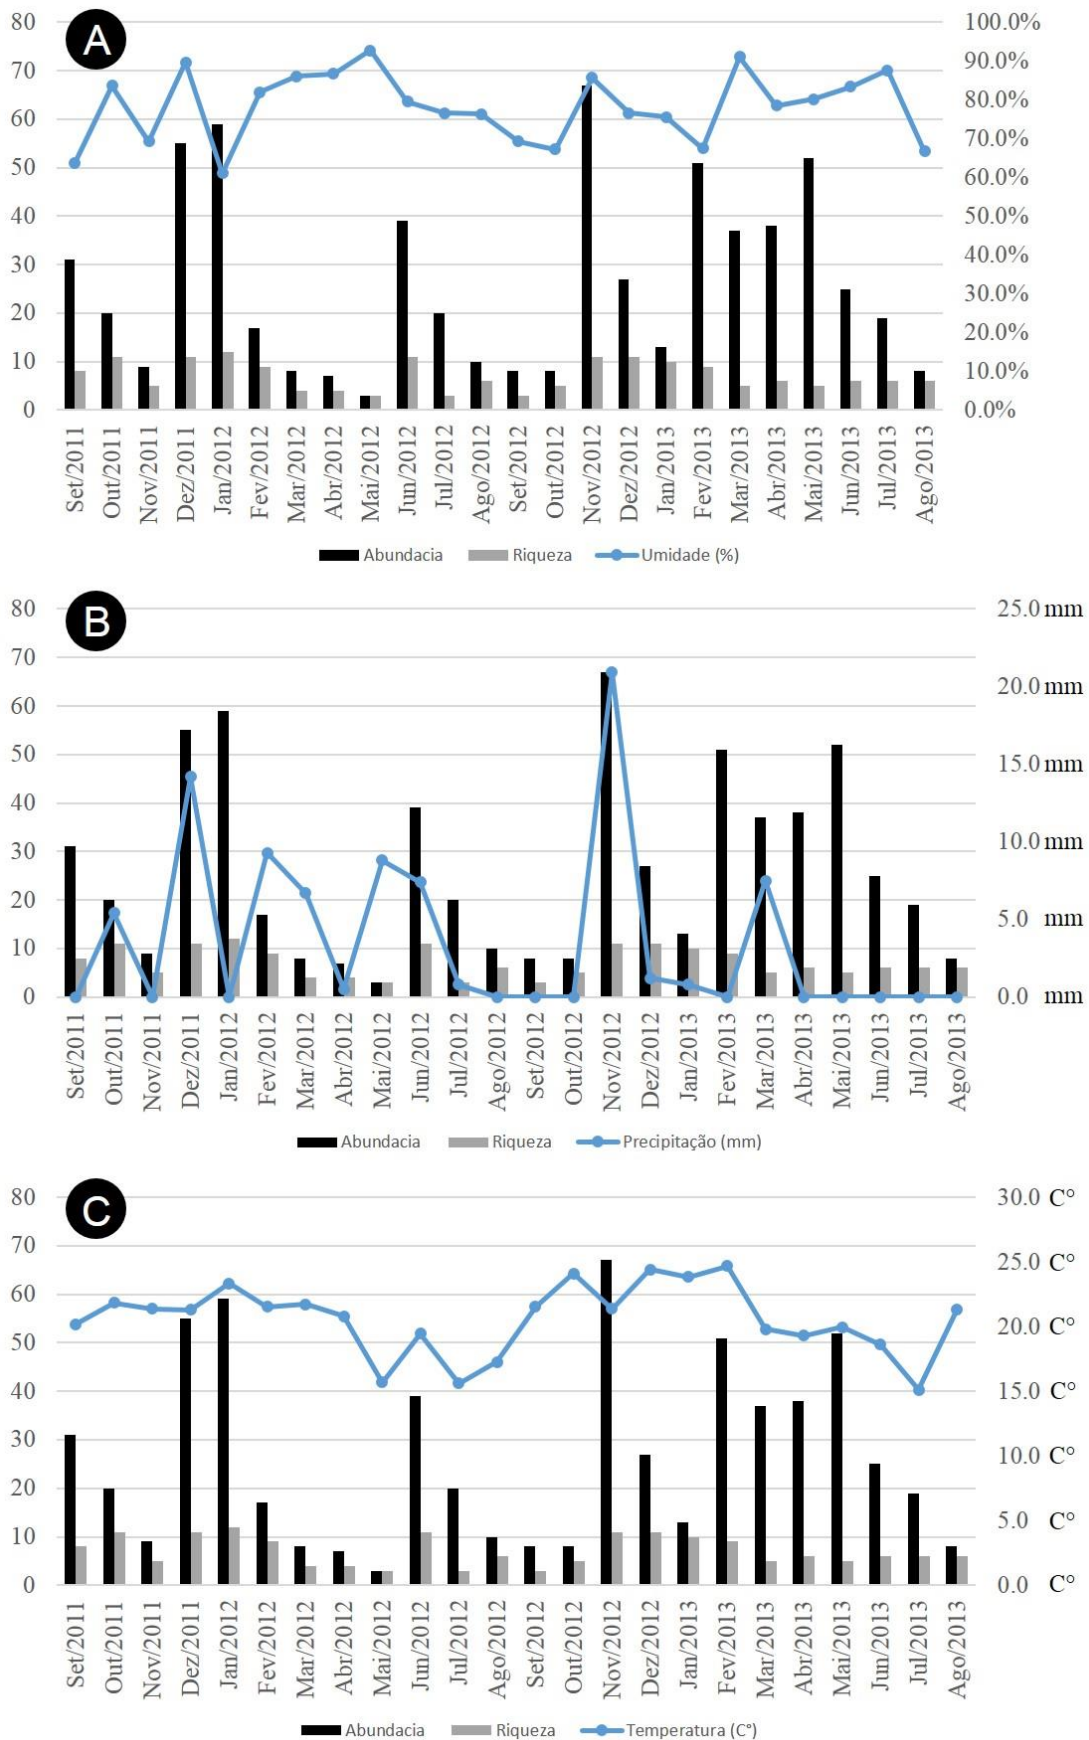 A
80 100.0%
90.0%
70
80.0%
60 70.0%
50 60.0%
40 50.0%
40.0%
30
30.0%
20
20.0%
10 10.0%
0 0.0%
Set/2011 Out/2011 Nov/2011 Dez/2011 Jan/2012 Fev/2012 Mar/2012 Abr/2012 Mai/2012 Jun/2012 Jul/2012 Ago/2012 Set/2012 Out/2012 Nov/2012 Dez/2012 Jan/2013 Fev/2013 Mar/2013 Abr/2013 Mai/2013 Jun/2013 Jul/2013 Ago/2013
Abundacia Riqueza Umidade (%)
B
80 25.0 mm
70
20.0 mm
60
50 15.0 mm
40
10.0 mm
30
20
5.0 mm
10
0 0.0 mm
Set/2011 Out/2011 Nov/2011 Dez/2011 Jan/2012 Fev/2012 Mar/2012 Abr/2012 Mai/2012 Jun/2012 Jul/2012 Ago/2012 Set/2012 Out/2012 Nov/2012 Dez/2012 Jan/2013 Fev/2013 Mar/2013 Abr/2013 Mai/2013 Jun/2013 Jul/2013 Ago/2013
Abundacia Riqueza Precipitação (mm)
C
80 30.0 C°
70
25.0 C°
60
20.0 C°
50
40 15.0 C°
30
10.0 C°
20
5.0 C°
10
0 0.0 C°
Set/2011 Out/2011 Nov/2011 Dez/2011 Jan/2012 Fev/2012 Mar/2012 Abr/2012 Mai/2012 Jun/2012 Jul/2012 Ago/2012 Set/2012 Out/2012 Nov/2012 Dez/2012 Jan/2013 Fev/2013 Mar/2013 Abr/2013 Mai/2013 Jun/2013 Jul/2013 Ago/2013
Abundacia Riqueza Temperatura (C°)